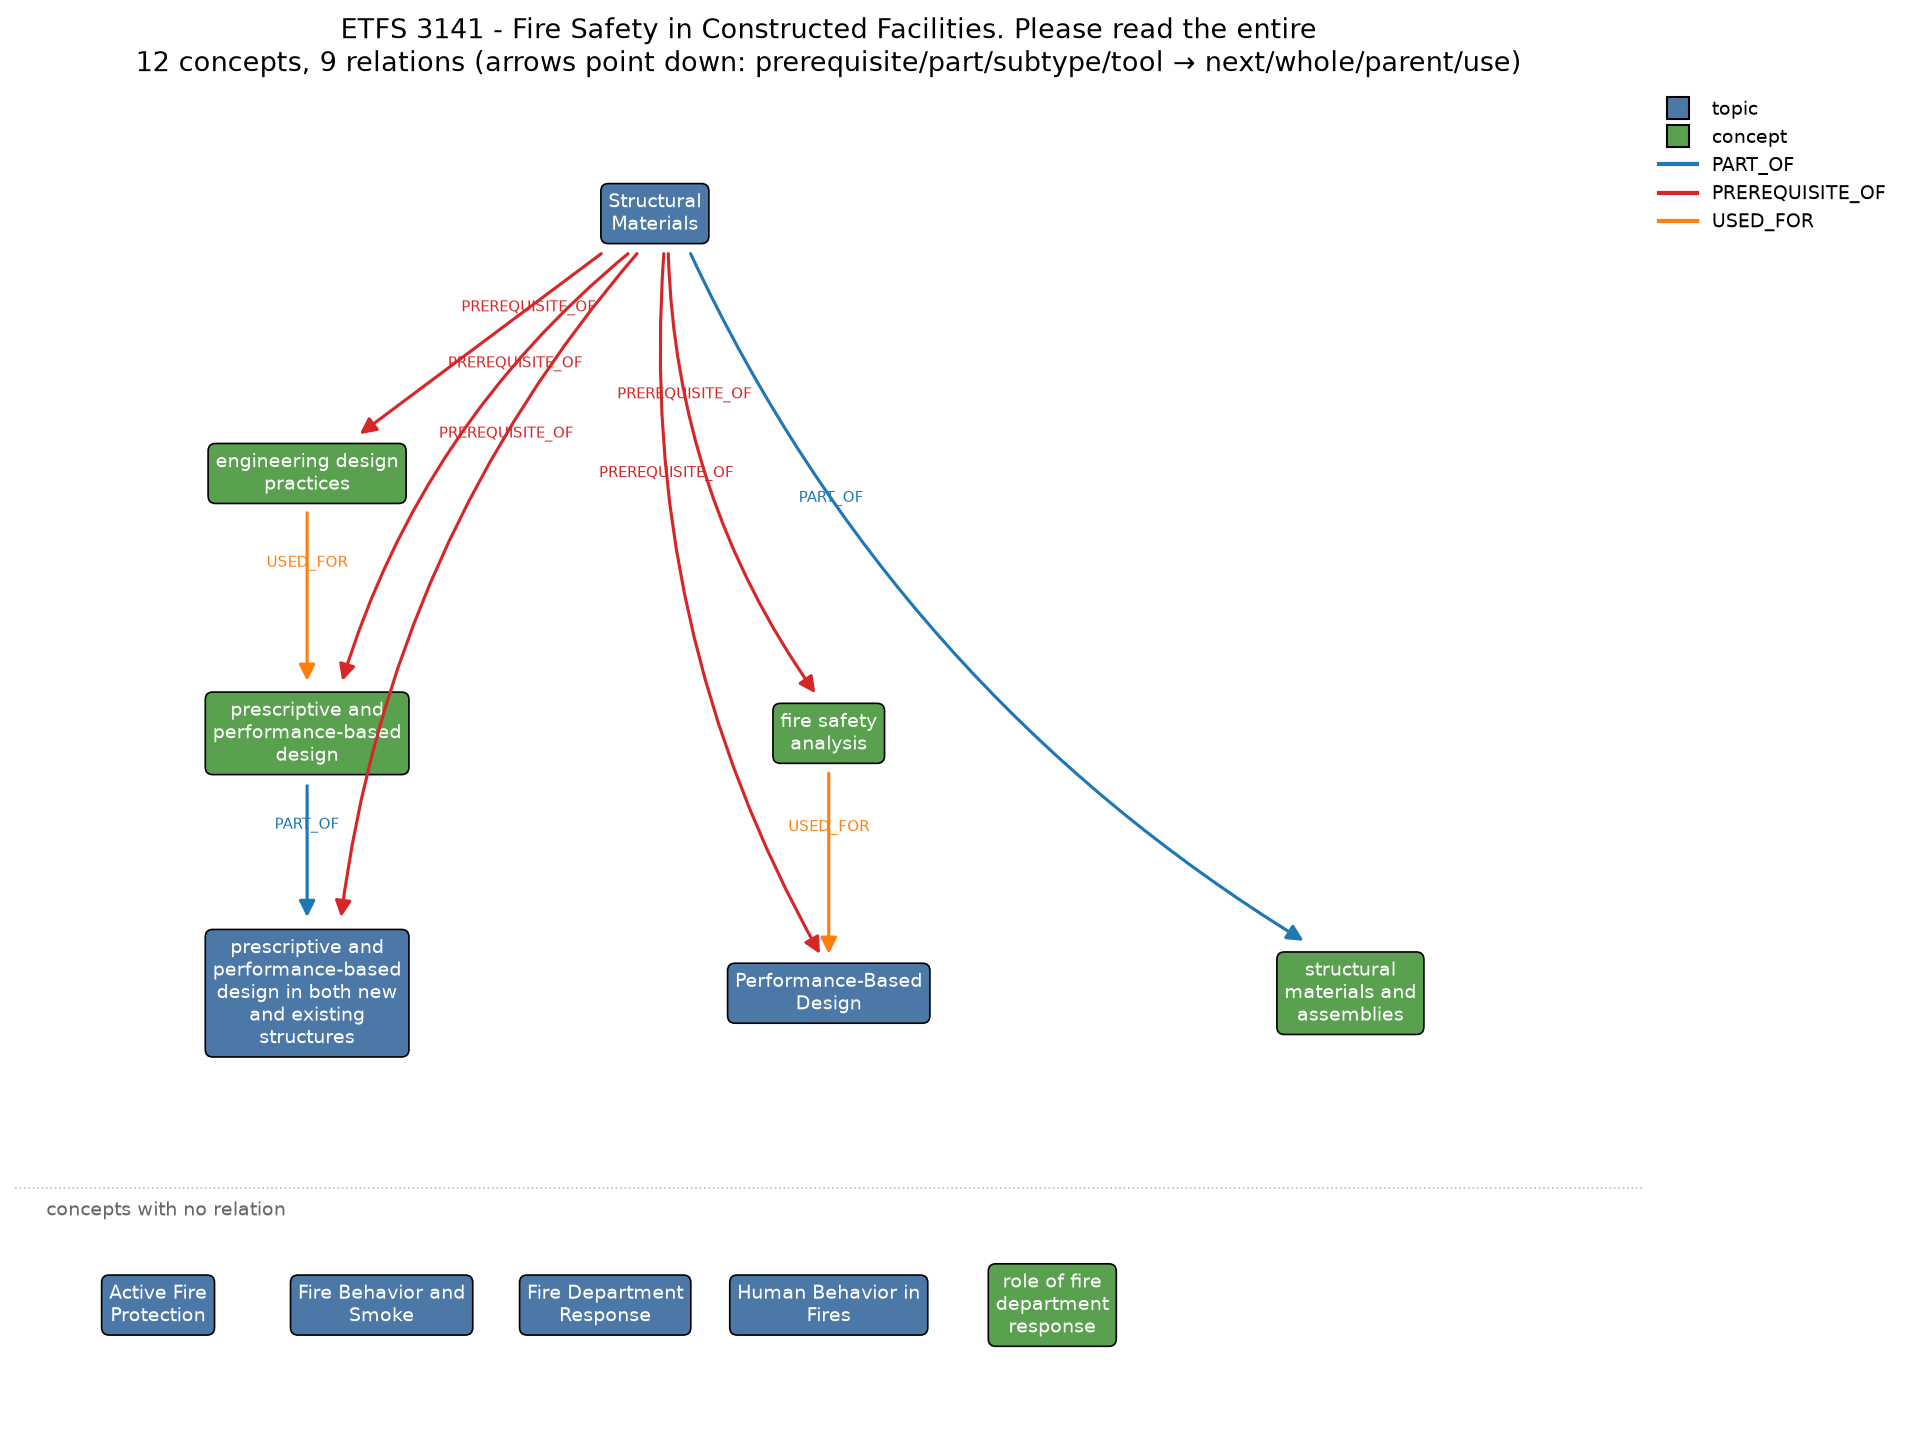 ETFS 3141 - Fire Safety in Constructed Facilities. Please read the entire
12 concepts, 9 relations (arrows point down: prerequisite/part/subtype/tool → next/whole/parent/use)
topic
concept
PART_OF
PREREQUISITE_OF
USED_FOR
Structural
Materials
PREREQUISITE_OF
PREREQUISITE_OF
PREREQUISITE_OF
PREREQUISITE_OF
PREREQUISITE_OF
PART_OF
engineering design
practices
USED_FOR
prescriptive and
performance-based
design
fire safety
analysis
PART_OF
USED_FOR
prescriptive and
performance-based
design in both new
and existing
structures
Performance-Based
Design
structural
materials and
assemblies
concepts with no relation
Active Fire
Protection
Fire Behavior and
Smoke
Fire Department
Response
Human Behavior in
Fires
role of fire
department
response